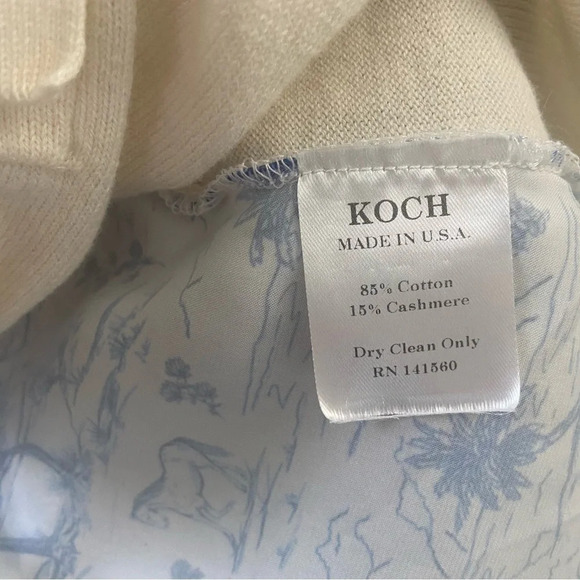 KOCH
MADE IN U.S.A.
85% Cotton
15% Cashmere
Dry Clean Only
RN 141560